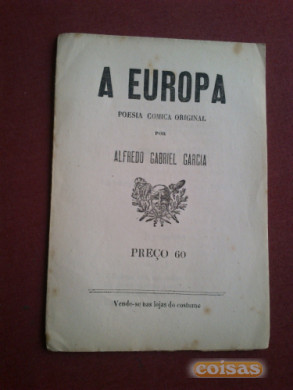 A EUROPA
POESIA COMICA ORIGINAL
POR
ALFREDO GABRIEL GARCIA
PREÇO 60
Vende-se nas lojas do costume
coisas